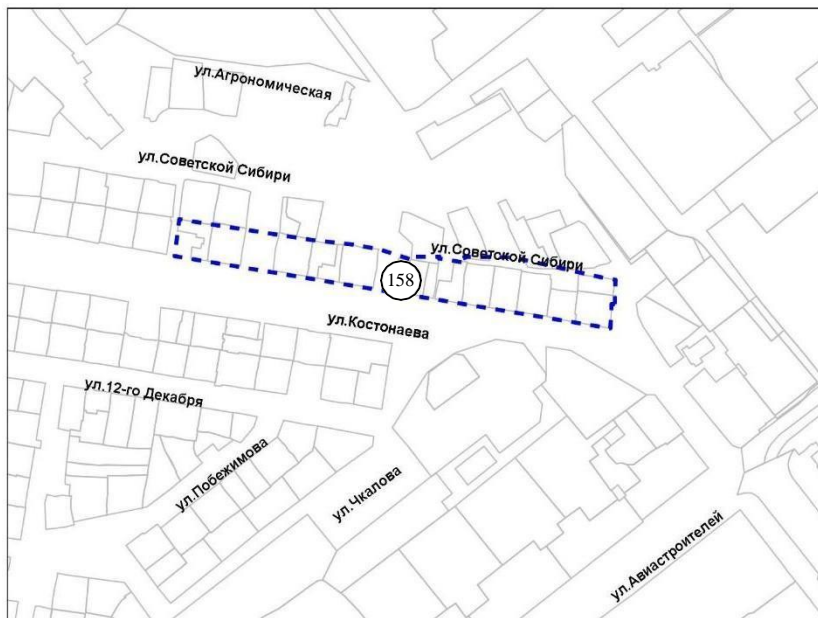 ул.Агрономическая
ул.Советской Сибири
ул.Советской Сибири
158
ул.Костонаева
ул.12-го Декабря
ул.Побежимова
ул.Чкалова
ул.Авиастроителей